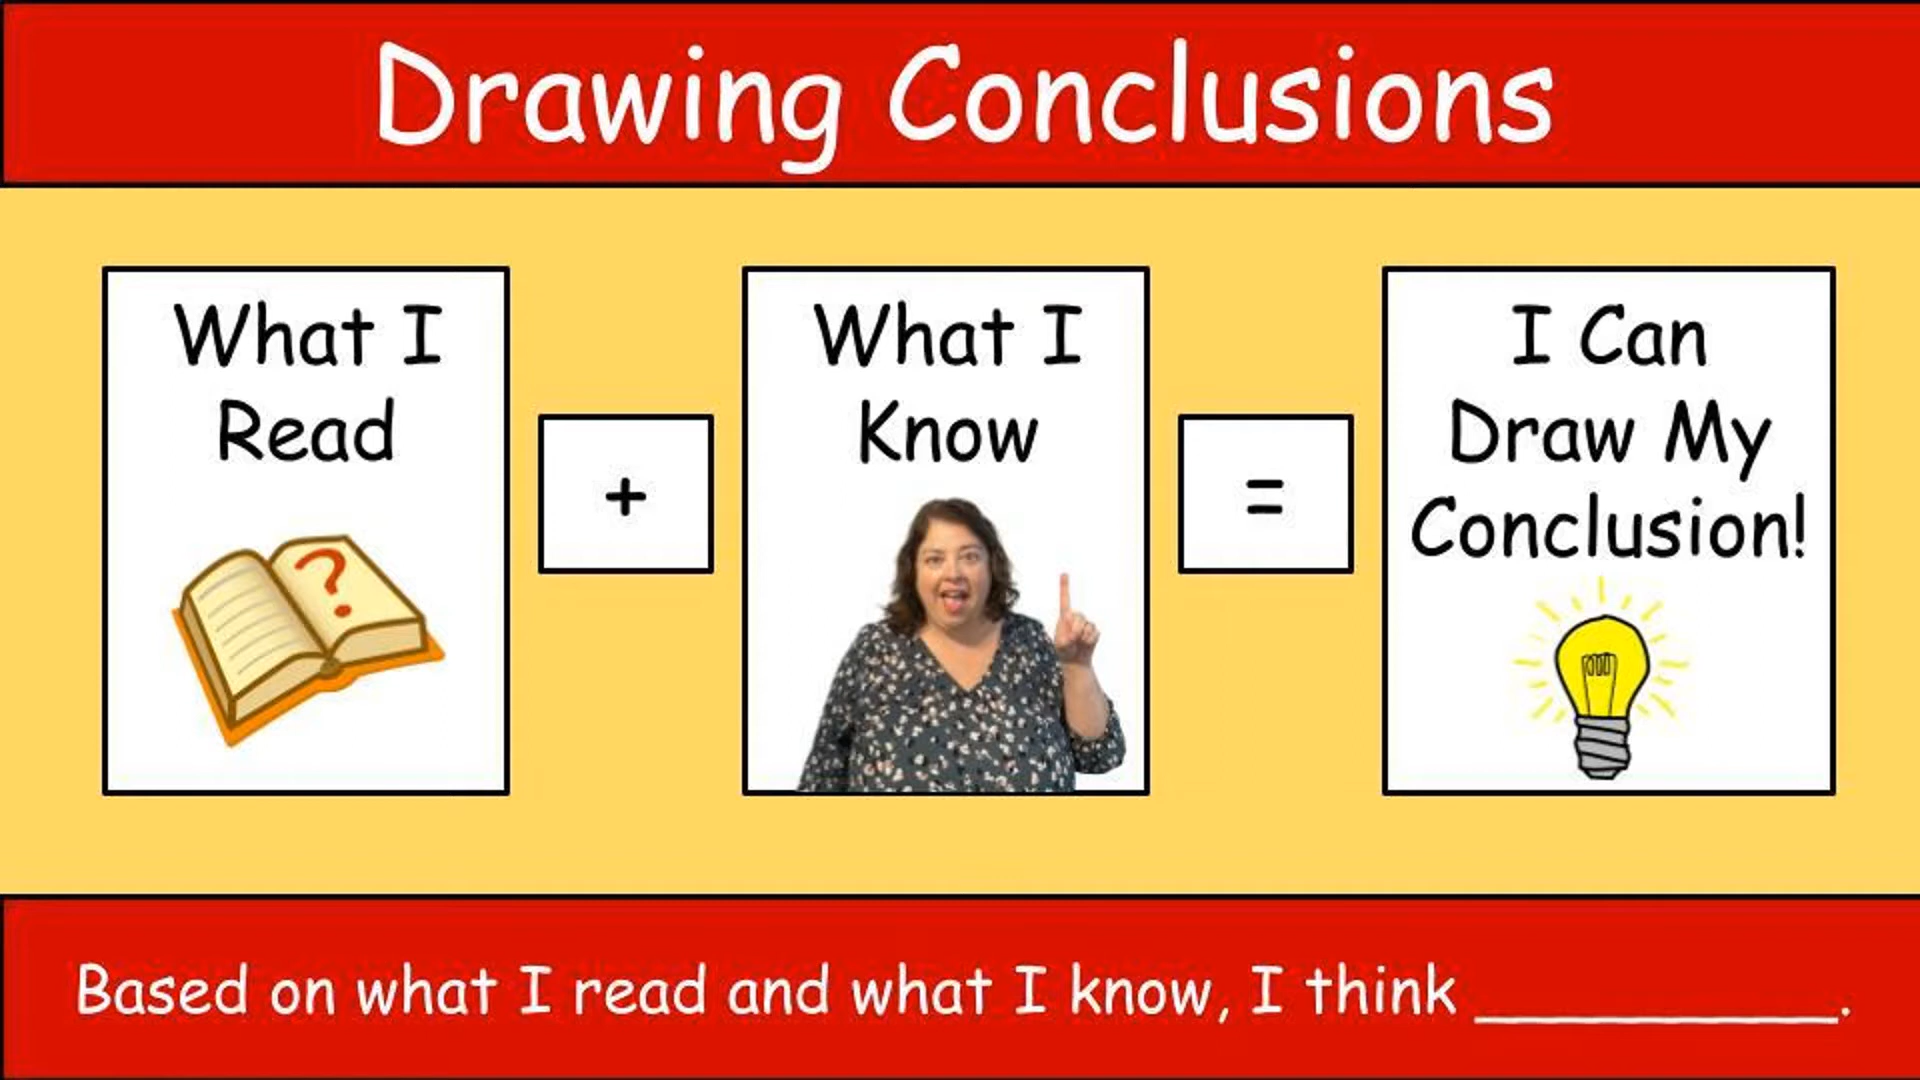 Drawing Conclusions
What I
Read
?
+
What I
Know
=
I Can
Draw My
Conclusion!
Based on what I read and what I know, I think __________.